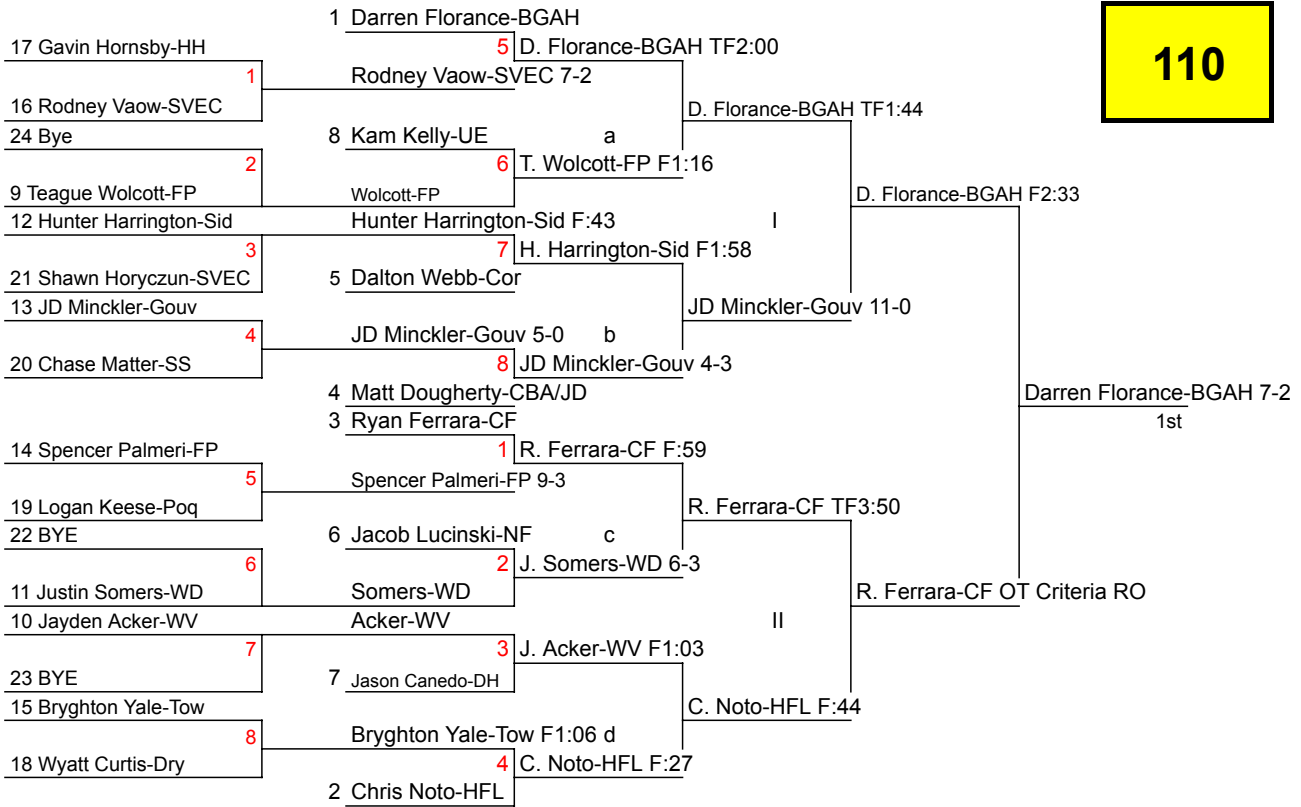 1 Darren Florance-BGAH
110
17 Gavin Hornsby-HH
5 D. Florance-BGAH TF2:00
1
Rodney Vaow-SVEC 7-2
16 Rodney Vaow-SVEC
D. Florance-BGAH TF1:44
24 Bye
8 Kam Kelly-UE a
2
6 T. Wolcott-FP F1:16
9 Teague Wolcott-FP
Wolcott-FP
D. Florance-BGAH F2:33
12 Hunter Harrington-Sid
Hunter Harrington-Sid F:43
I
3
7 H. Harrington-Sid F1:58
21 Shawn Horyczun-SVEC
5 Dalton Webb-Cor
13 JD Minckler-Gouv
JD Minckler-Gouv 11-0
4
JD Minckler-Gouv 5-0 b
20 Chase Matter-SS
8 JD Minckler-Gouv 4-3
4 Matt Dougherty-CBA/JD
Darren Florance-BGAH 7-2
3 Ryan Ferrara-CF
1st
14 Spencer Palmeri-FP
1 R. Ferrara-CF F:59
5
Spencer Palmeri-FP 9-3
19 Logan Keese-Poq
R. Ferrara-CF TF3:50
22 BYE
6 Jacob Lucinski-NF c
6
2 J. Somers-WD 6-3
11 Justin Somers-WD
Somers-WD
R. Ferrara-CF OT Criteria RO
10 Jayden Acker-WV
Acker-WV
II
7
3 J. Acker-WV F1:03
23 BYE
7 Jason Canedo-DH
15 Bryghton Yale-Tow
C. Noto-HFL F:44
8
Bryghton Yale-Tow F1:06 d
18 Wyatt Curtis-Dry
4 C. Noto-HFL F:27
2 Chris Noto-HFL